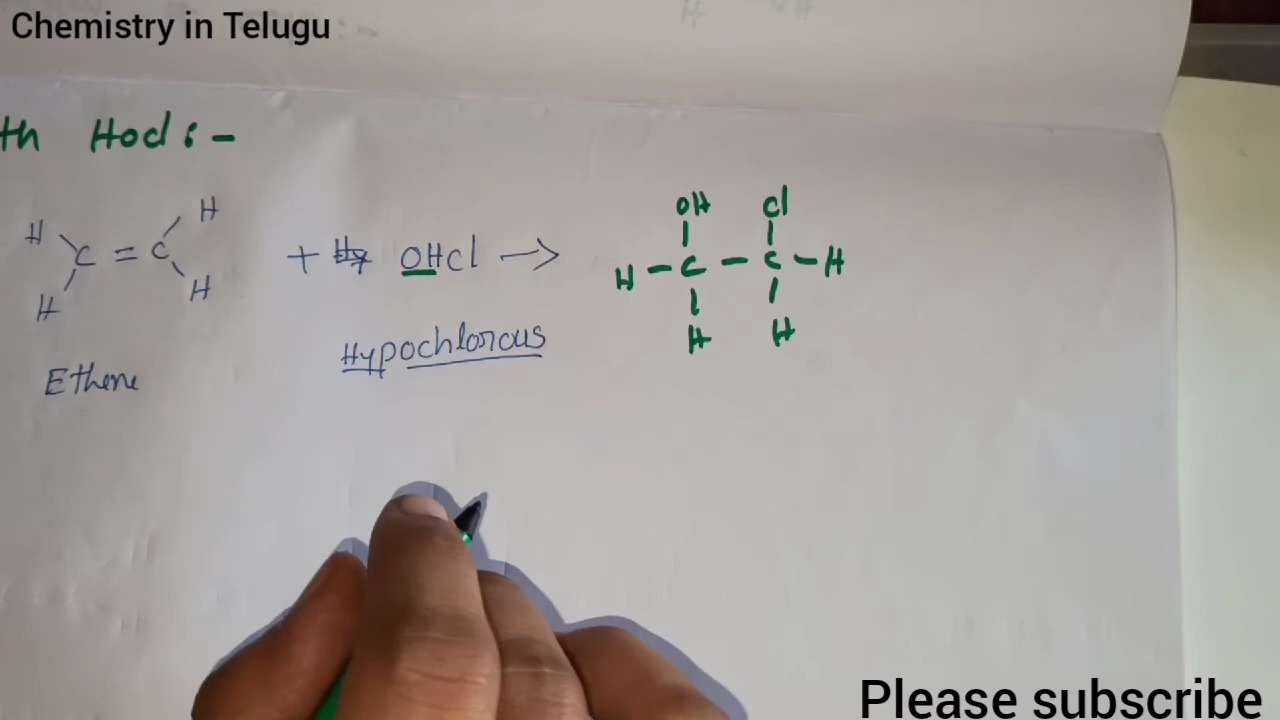 Chemistry in Telugu
th Hocl :-
H H OH Cl
C = C + OHCl → H - C - C - H
H H H H
Hypochlorous
Ethene
Please subscribe